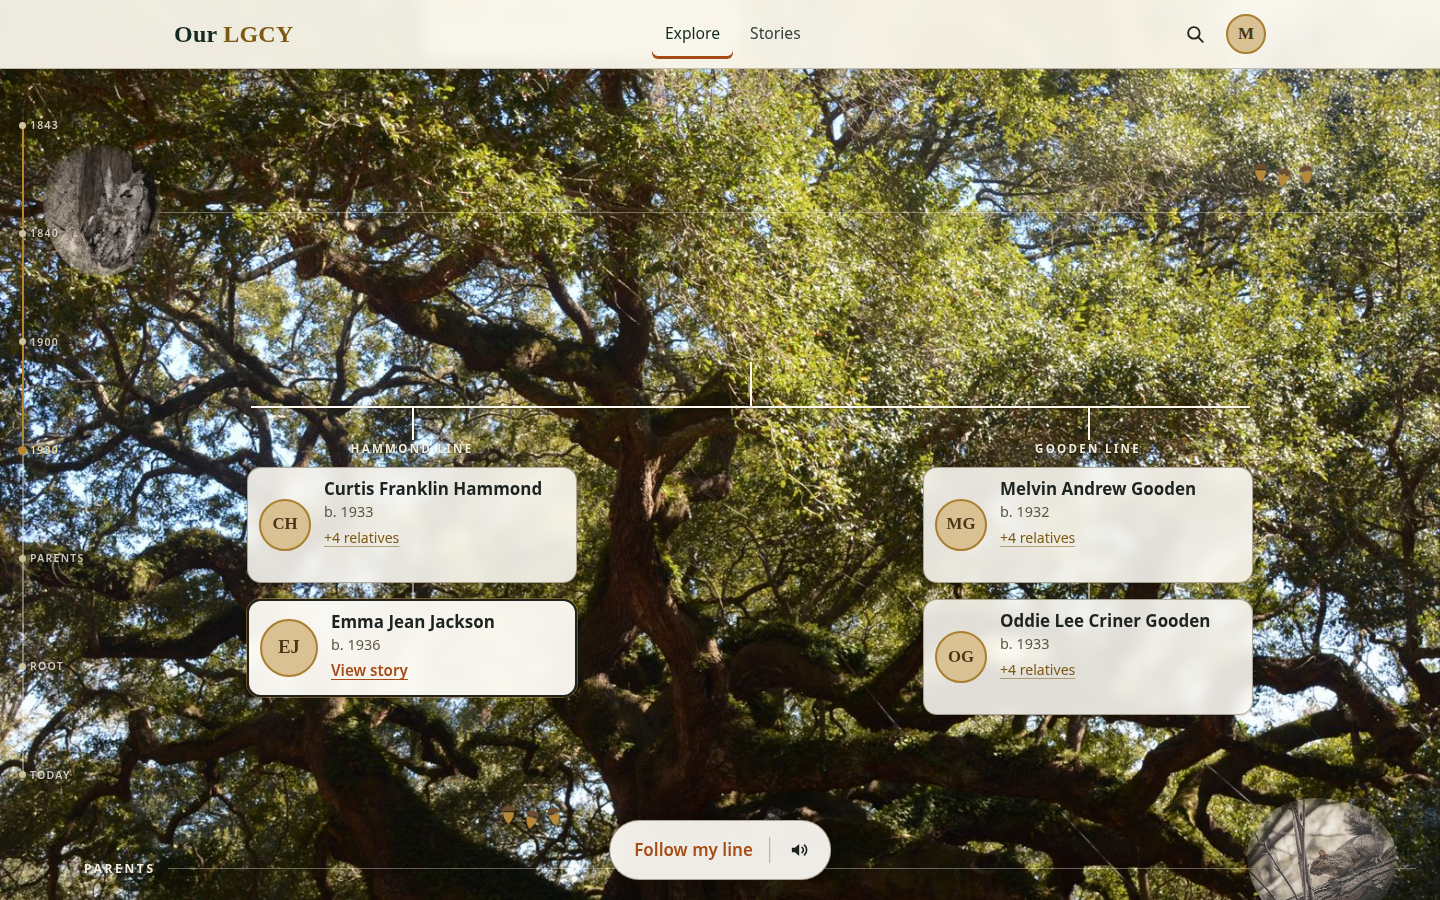 Our LGCY
Explore
Stories
M
1843
1840
1900
1930
PARENTS
ROOT
TODAY
HAMMOND LINE
CH
Curtis Franklin Hammond
b. 1933
+4 relatives
EJ
Emma Jean Jackson
b. 1936
View story
GOODEN LINE
MG
Melvin Andrew Gooden
b. 1932
+4 relatives
OG
Oddie Lee Criner Gooden
b. 1933
+4 relatives
Follow my line
PARENTS